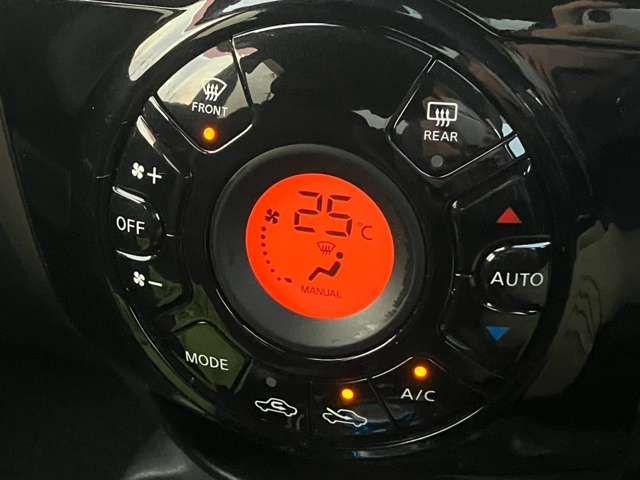 FRONT
REAR
+
OFF
−
25°C
MANUAL
AUTO
MODE
A/C